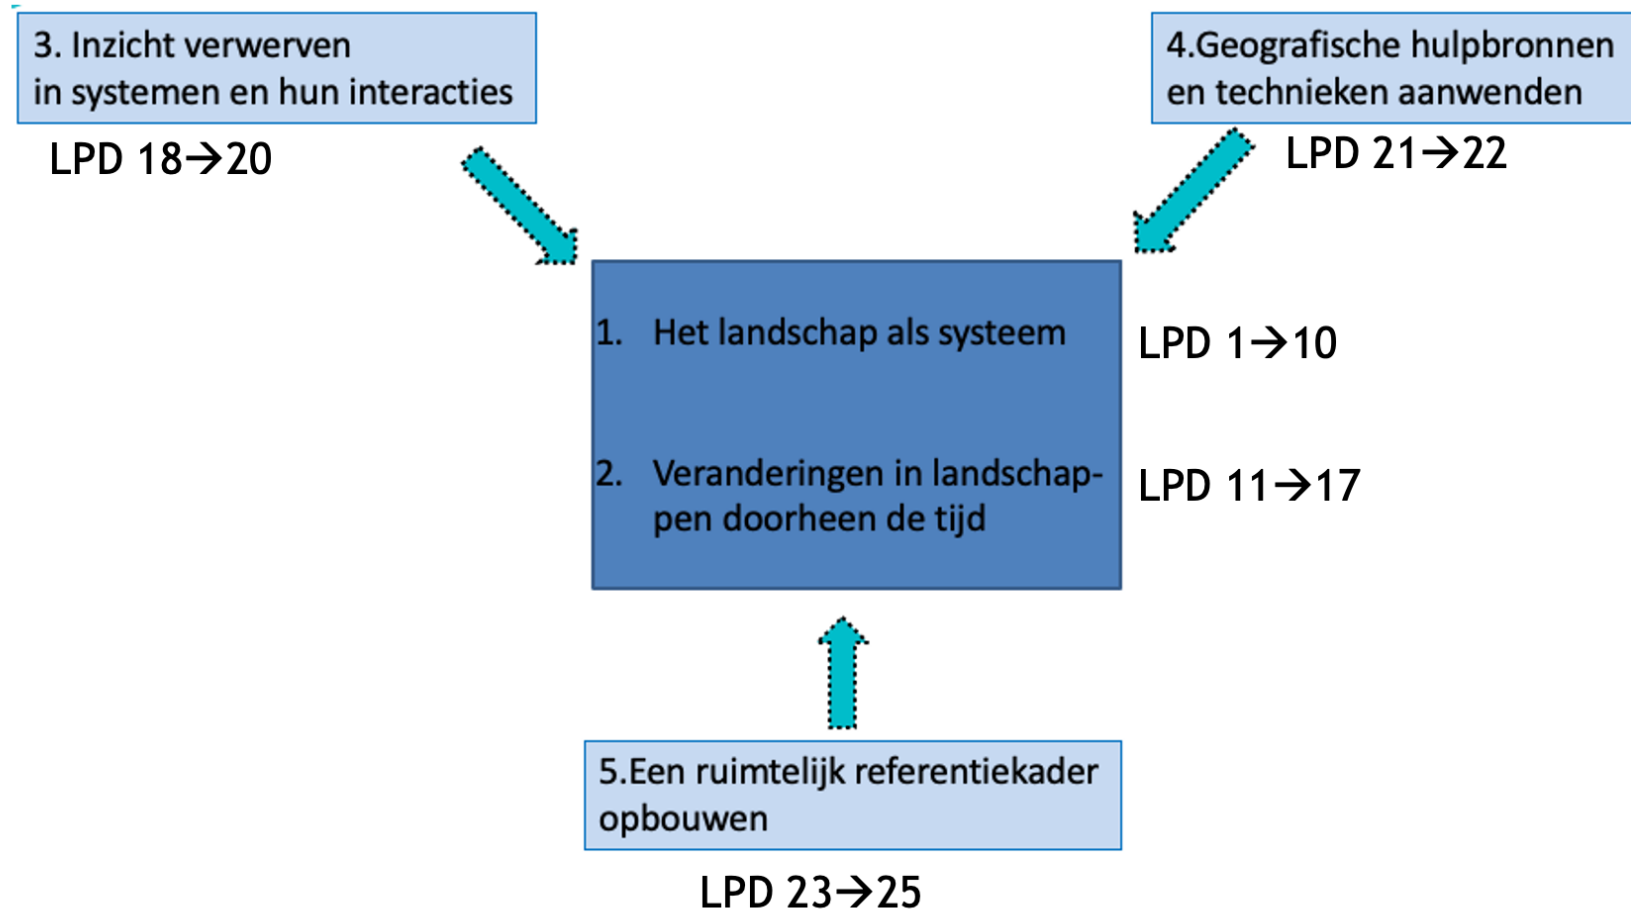 3. Inzicht verwerven
in systemen en hun interacties
LPD 18→20
4.Geografische hulpbronnen
en technieken aanwenden
LPD 21→22
1. Het landschap als systeem
LPD 1→10
2. Veranderingen in landschap-
pen doorheen de tijd
LPD 11→17
5.Een ruimtelijk referentiekader
opbouwen
LPD 23→25